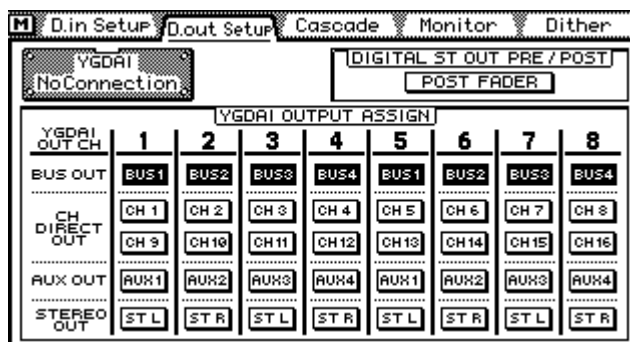 M D.in Setup D.out Setup Cascade Monitor Dither
YGDAI
NoConnection
DIGITAL ST OUT PRE/POST
POST FADER
YGDAI OUTPUT ASSIGN
YGDAI
OUT CH 1 2 3 4 5 6 7 8
BUS OUT BUS1 BUS2 BUS3 BUS4 BUS1 BUS2 BUS3 BUS4
CH
DIRECT
OUT
CH 1 CH 2 CH 3 CH 4 CH 5 CH 6 CH 7 CH 8
CH 9 CH10 CH11 CH12 CH13 CH14 CH15 CH16
AUX OUT AUX1 AUX2 AUX3 AUX4 AUX1 AUX2 AUX3 AUX4
STEREO
OUT ST L ST R ST L ST R ST L ST R ST L ST R